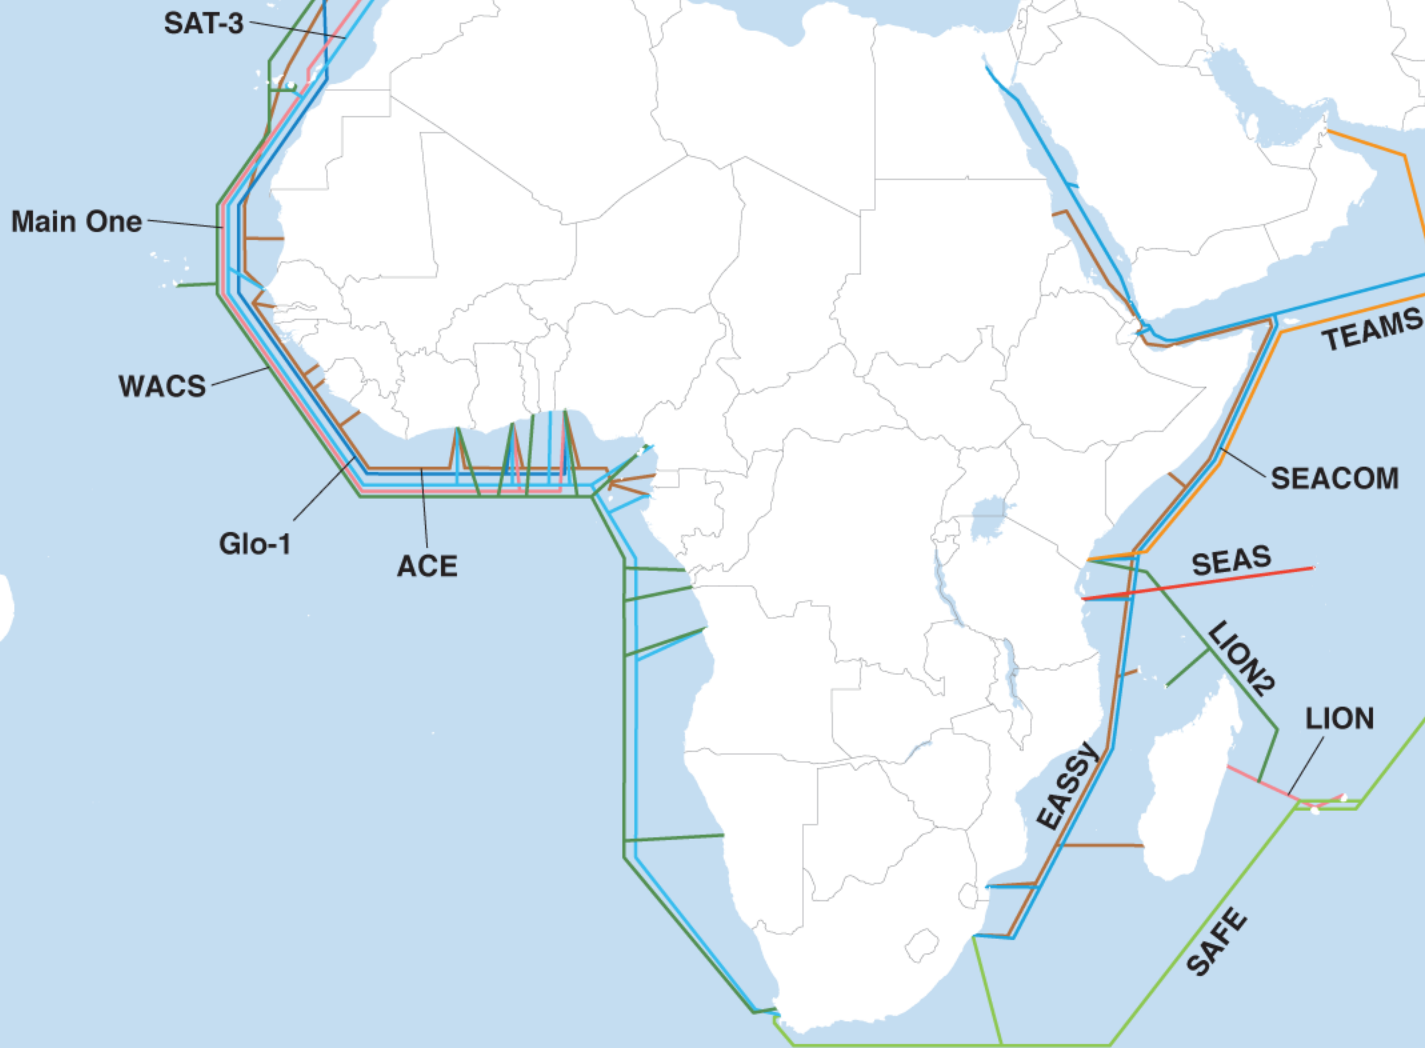 SAT-3
Main One
TEAMS
WACS
SEACOM
Glo-1
ACE
SEAS
LION2
LION
EASSy
SAFE